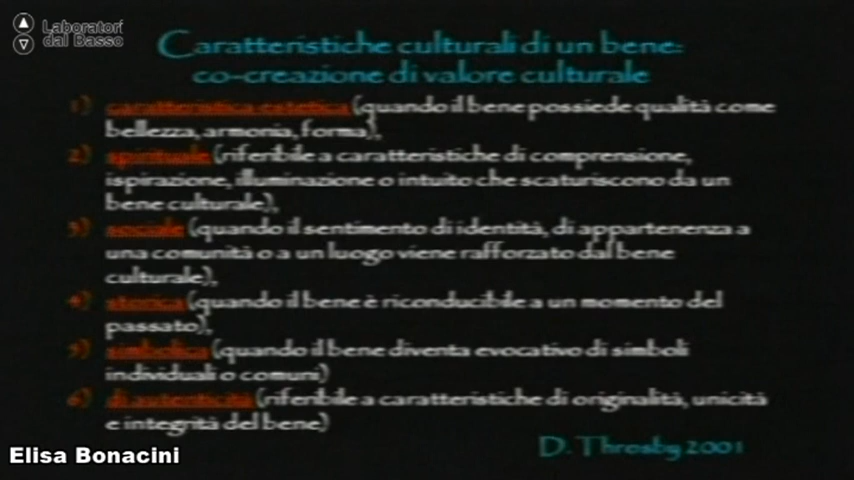 Laboratori
dal Basso
Caratteristiche culturali di un bene:
co-creazione di valore culturale
1) caratteristica estetica (quando il bene possiede qualità come
bellezza, armonia, forma),
2) spirituale (riferibile a caratteristiche di comprensione,
ispirazione, illuminazione o intuito che scaturiscono da un
bene culturale),
3) sociale (quando il sentimento di identità, di appartenenza a
una comunità o a un luogo viene rafforzato dal bene
culturale),
4) storica (quando il bene è riconducibile a un momento del
passato),
5) simbolica (quando il bene diventa evocativo di simboli
individuali o comuni)
6) di autenticità (riferibile a caratteristiche di originalità, unicità
e integrità del bene)
D. Throsby 2001
Elisa Bonacini